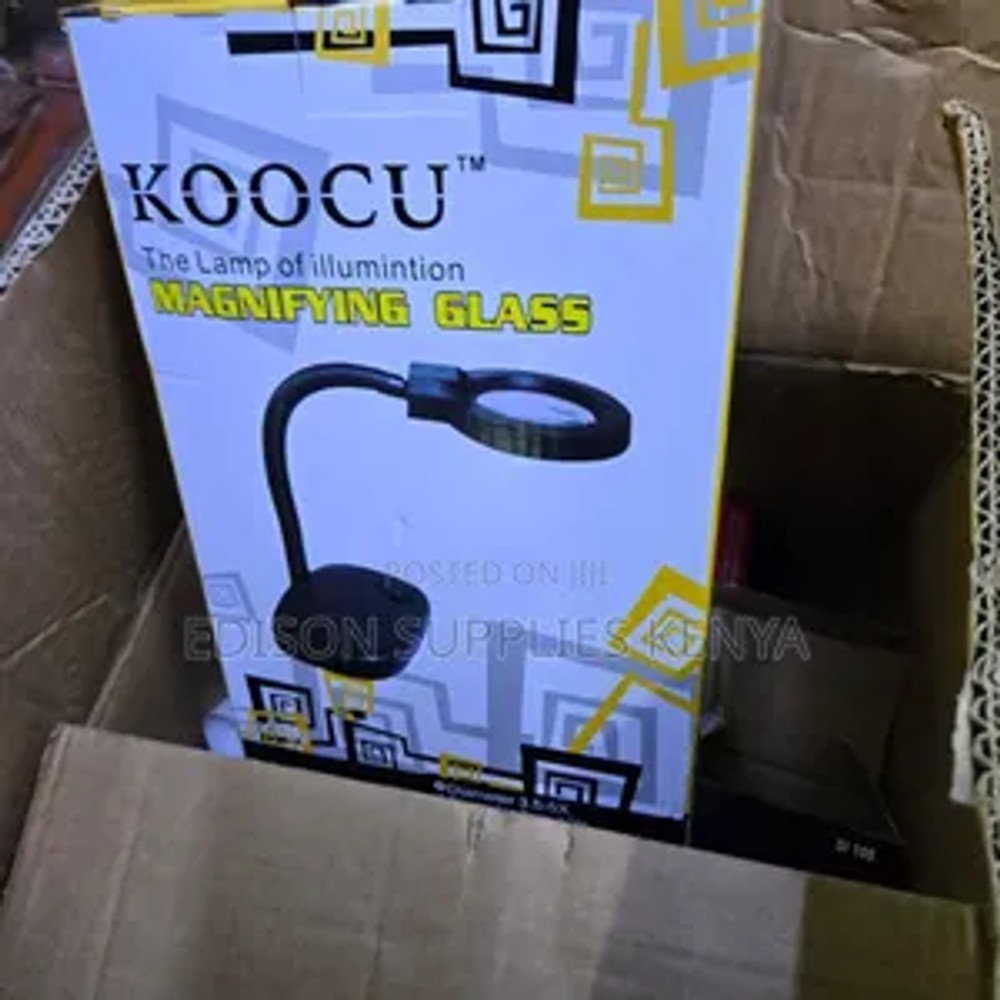 KOOCU™
The Lamp of illumintion
MAGNIFYING GLASS
POSTED ON JIJI
EDISON SUPPLIES KENYA